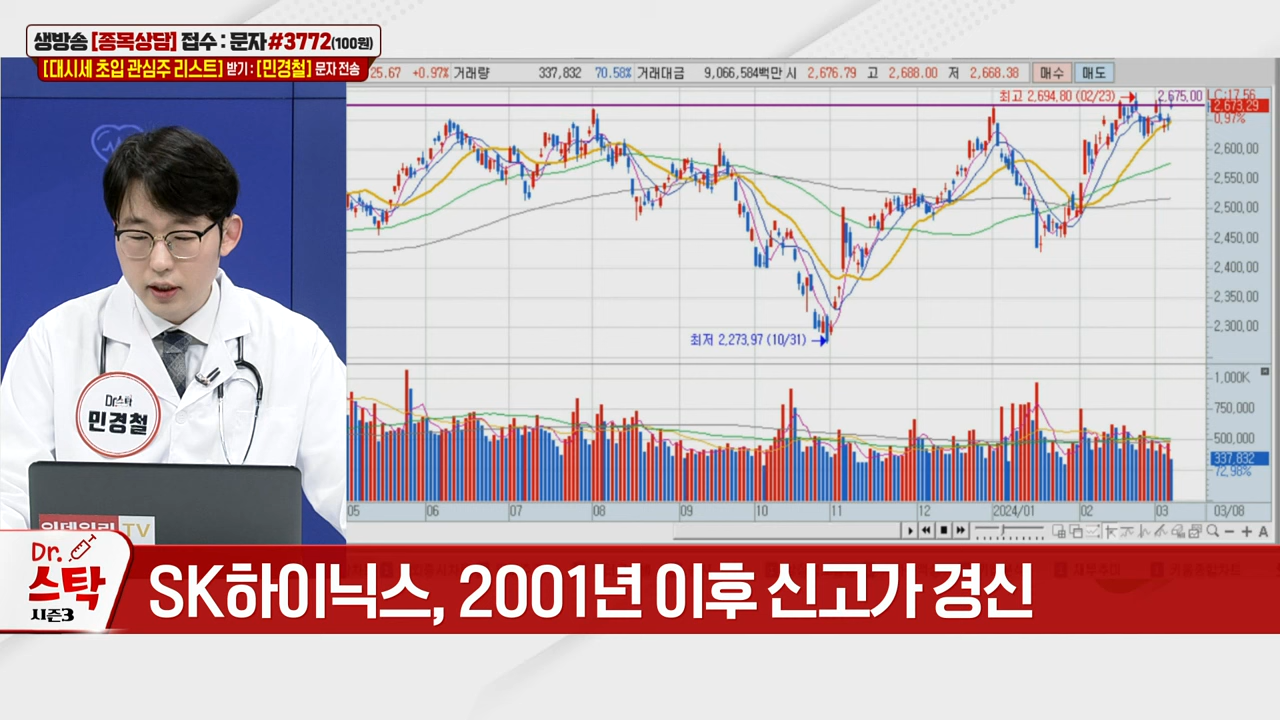 생방송 [종목상담] 접수 : 문자#3772(100원)
[대시세 초입 관심주 리스트] 받기 : [민경철] 문자 전송
25.67 +0.97% 거래량 337,832 70.58% 거래대금 9,066,584백만 시 2,676.79 고 2,688.00 저 2,668.38 매수 매도
최고 2,694.80 (02/23) 2,675.00 LC:17.56
2,673.29
0.97%
2,600.00
2,550.00
2,500.00
2,450.00
2,400.00
2,350.00
2,300.00
최저 2,273.97 (10/31)
1,000K
750,000
500,000
337,832
72.98%
05 06 07 08 09 10 11 12 2024/01 02 03 03/08
Dr.스탁
민경철
이데일리 TV
Dr.
스탁
시즌3
SK하이닉스, 2001년 이후 신고가 경신